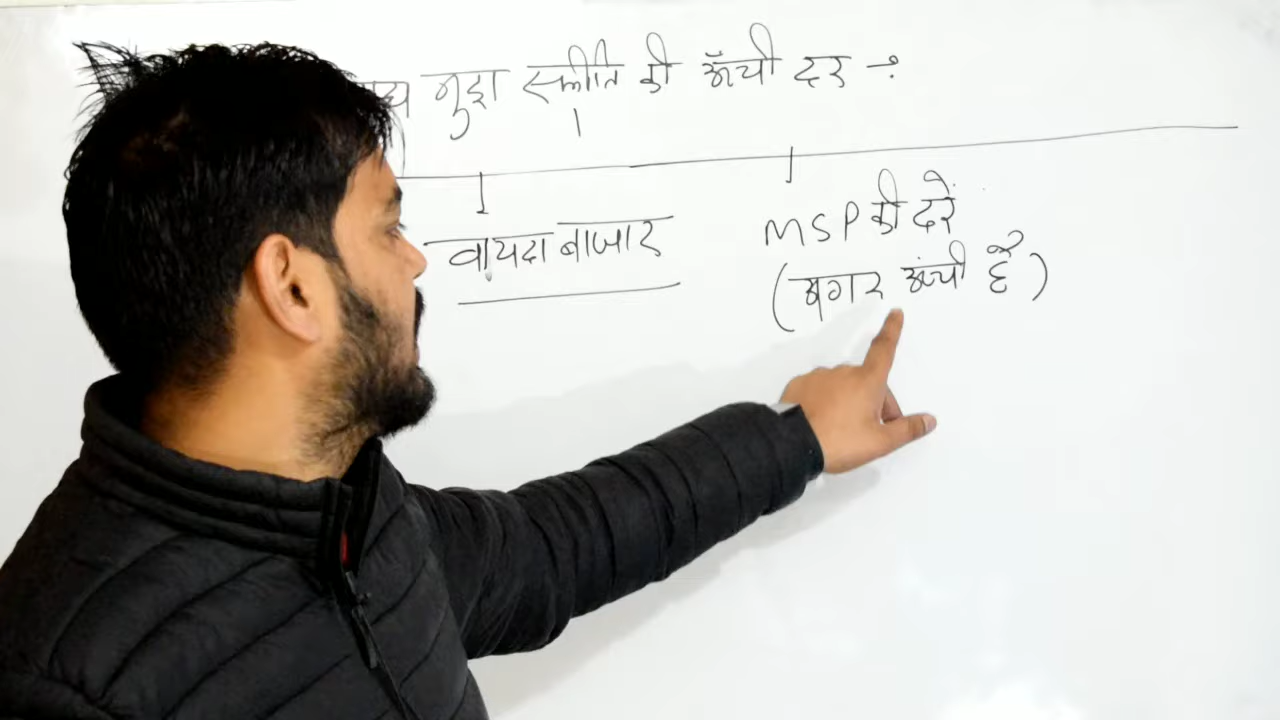 मुद्रा स्फीति की ऊँची दर :-
वायदा बाजार
MSP की दरें
(अगर ऊंची है)